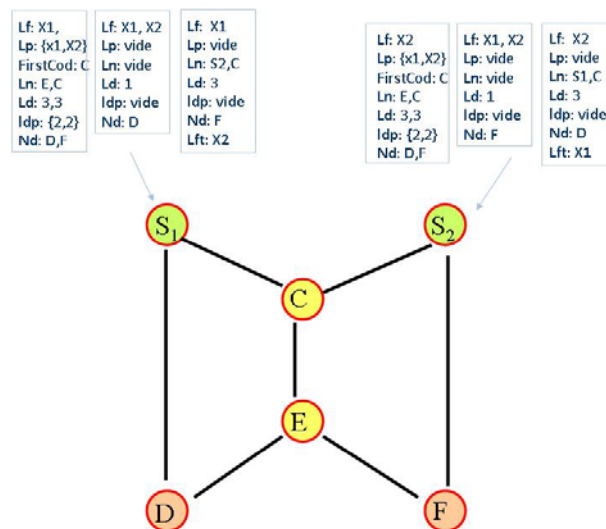 Lf: X1,
Lp: {x1,X2}
FirstCod: C
Ln: E,C
Ld: 3,3
ldp: {2,2}
Nd: D,F
Lf: X1, X2
Lp: vide
Ln: vide
Ld: 1
ldp: vide
Nd: D
Lf: X1
Lp: vide
Ln: S2,C
Ld: 3
ldp: vide
Nd: F
Lft: X2
Lf: X2
Lp: {x1,X2}
FirstCod: C
Ln: E,C
Ld: 3,3
ldp: {2,2}
Nd: D,F
Lf: X1, X2
Lp: vide
Ln: vide
Ld: 1
ldp: vide
Nd: F
Lf: X2
Lp: vide
Ln: S1,C
Ld: 3
ldp: vide
Nd: D
Lft: X1
S1
S2
C
E
D
F